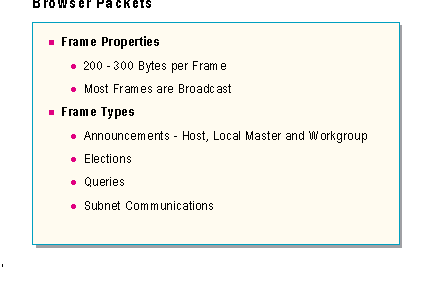 Browser Packets
Frame Properties
200 - 300 Bytes per Frame
Most Frames are Broadcast
Frame Types
Announcements - Host, Local Master and Workgroup
Elections
Queries
Subnet Communications